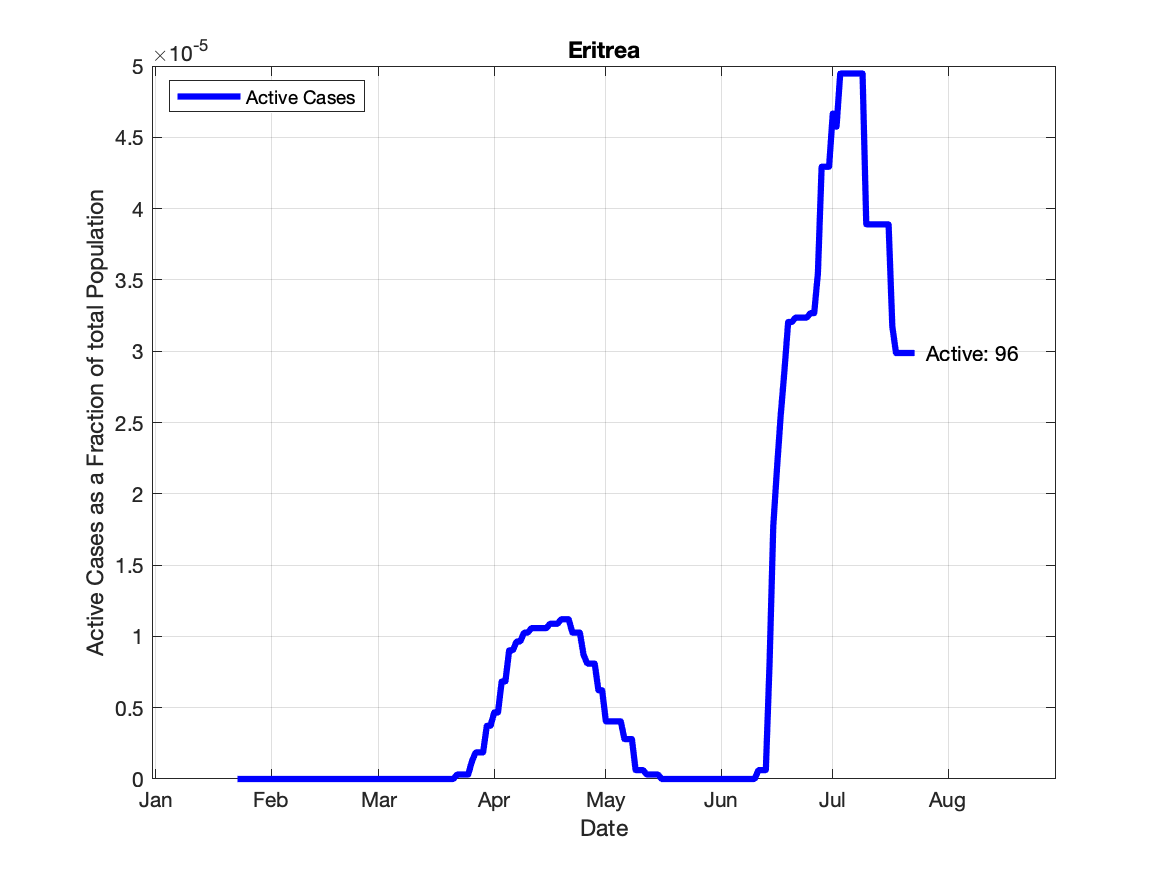 Eritrea
×10-5
Active Cases
5
4.5
4
3.5
3
2.5
2
1.5
1
0.5
0
Active Cases as a Fraction of total Population
Active: 96
Jan Feb Mar Apr May Jun Jul Aug
Date